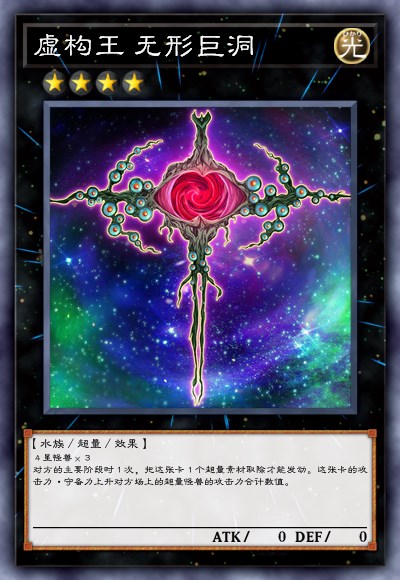 虚构王 无形巨洞
ひかり
光
【水族／超量／效果】
４星怪兽×３
对方的主要阶段时１次，把这张卡１个超量素材取除才能发动。这张卡的攻
击力·守备力上升对方场上的超量怪兽的攻击力合计数值。
ATK/ 0 DEF/ 0